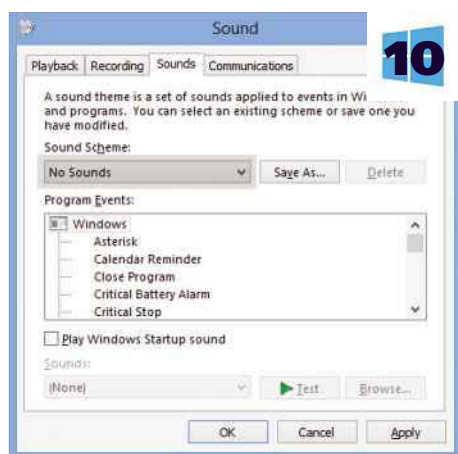 Sound
10
Playback Recording Sounds Communications
A sound theme is a set of sounds applied to events in
and programs. You can select an existing scheme or save one you
have modified.
Sound Scheme:
No Sounds Save As... Delete
Program Events:
Windows
Asterisk
Calendar Reminder
Close Program
Critical Battery Alarm
Critical Stop
Play Windows Startup sound
Sounds:
(None) Test Browse...
OK Cancel Apply